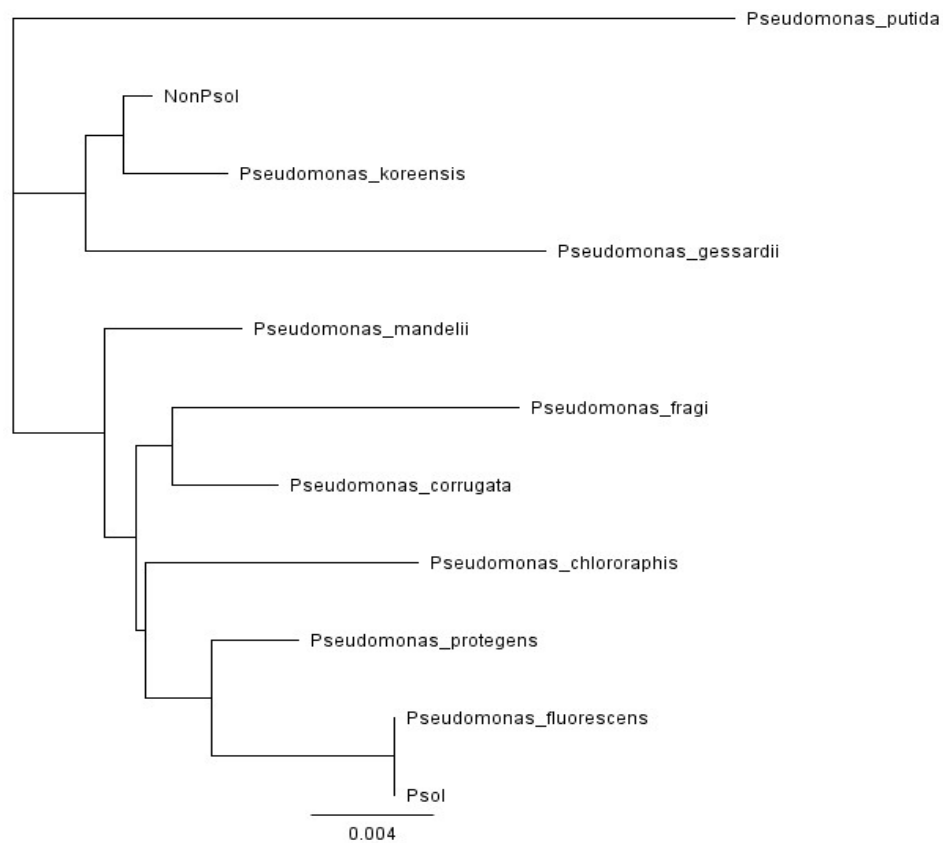 Pseudomonas_putida
NonPsol
Pseudomonas_koreensis
Pseudomonas_gessardii
Pseudomonas_mandelii
Pseudomonas_fragi
Pseudomonas_corrugata
Pseudomonas_chlororaphis
Pseudomonas_protegens
Pseudomonas_fluorescens
Psol
0.004